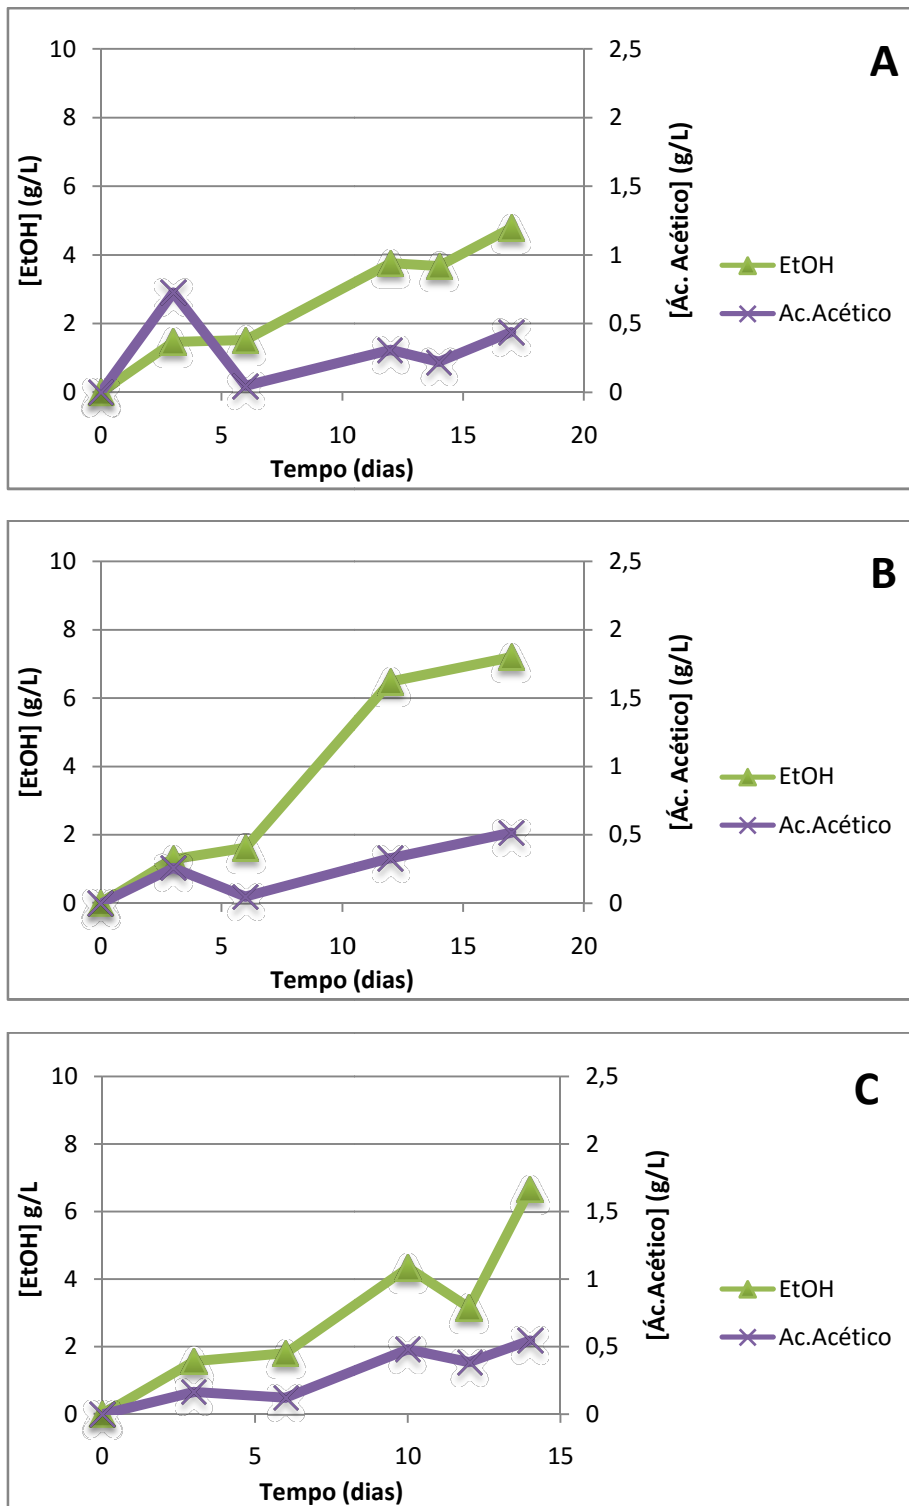 A
10
8
6
4
2
0
[EtOH] (g/L)
2,5
2
1,5
1
0,5
0
[Ác. Acético] (g/L)
0 5 10 15 20
Tempo (dias)
EtOH
Ac.Acético
B
10
8
6
4
2
0
[EtOH] (g/L)
2,5
2
1,5
1
0,5
0
[Ác. Acético] (g/L)
0 5 10 15 20
Tempo (dias)
EtOH
Ac.Acético
C
10
8
6
4
2
0
[EtOH] g/L
2,5
2
1,5
1
0,5
0
[Ác.Acético] (g/L)
0 5 10 15
Tempo (dias)
EtOH
Ac.Acético